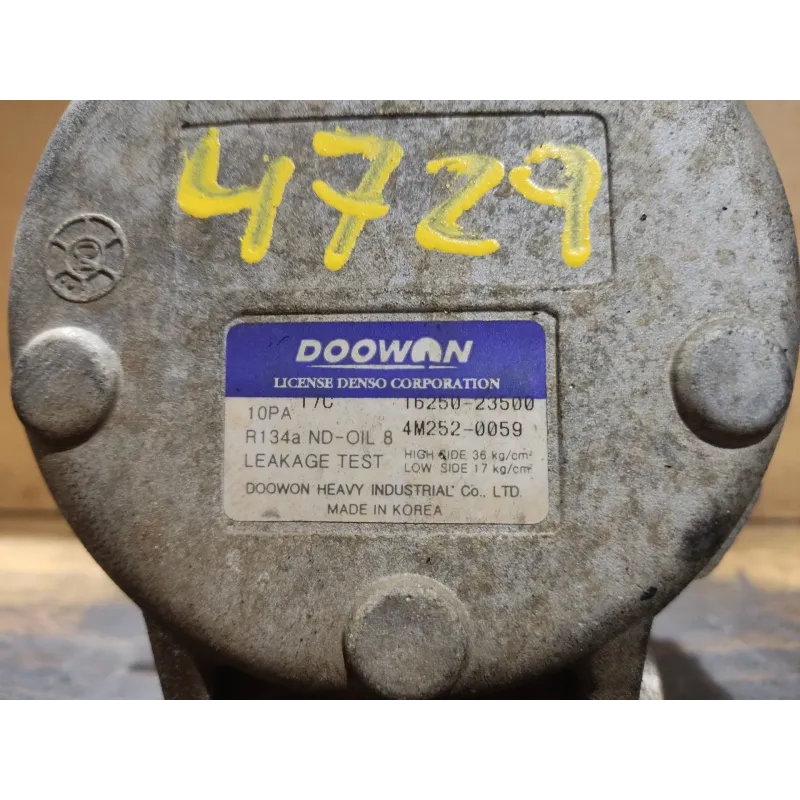 4729
DOOWON
LICENSE DENSO CORPORATION
10PA 17C 16250-23500
R134a ND-OIL 8 4M252-0059
LEAKAGE TEST HIGH SIDE 36 kg/cm²
LOW SIDE 17 kg/cm²
DOOWON HEAVY INDUSTRIAL Co., LTD.
MADE IN KOREA